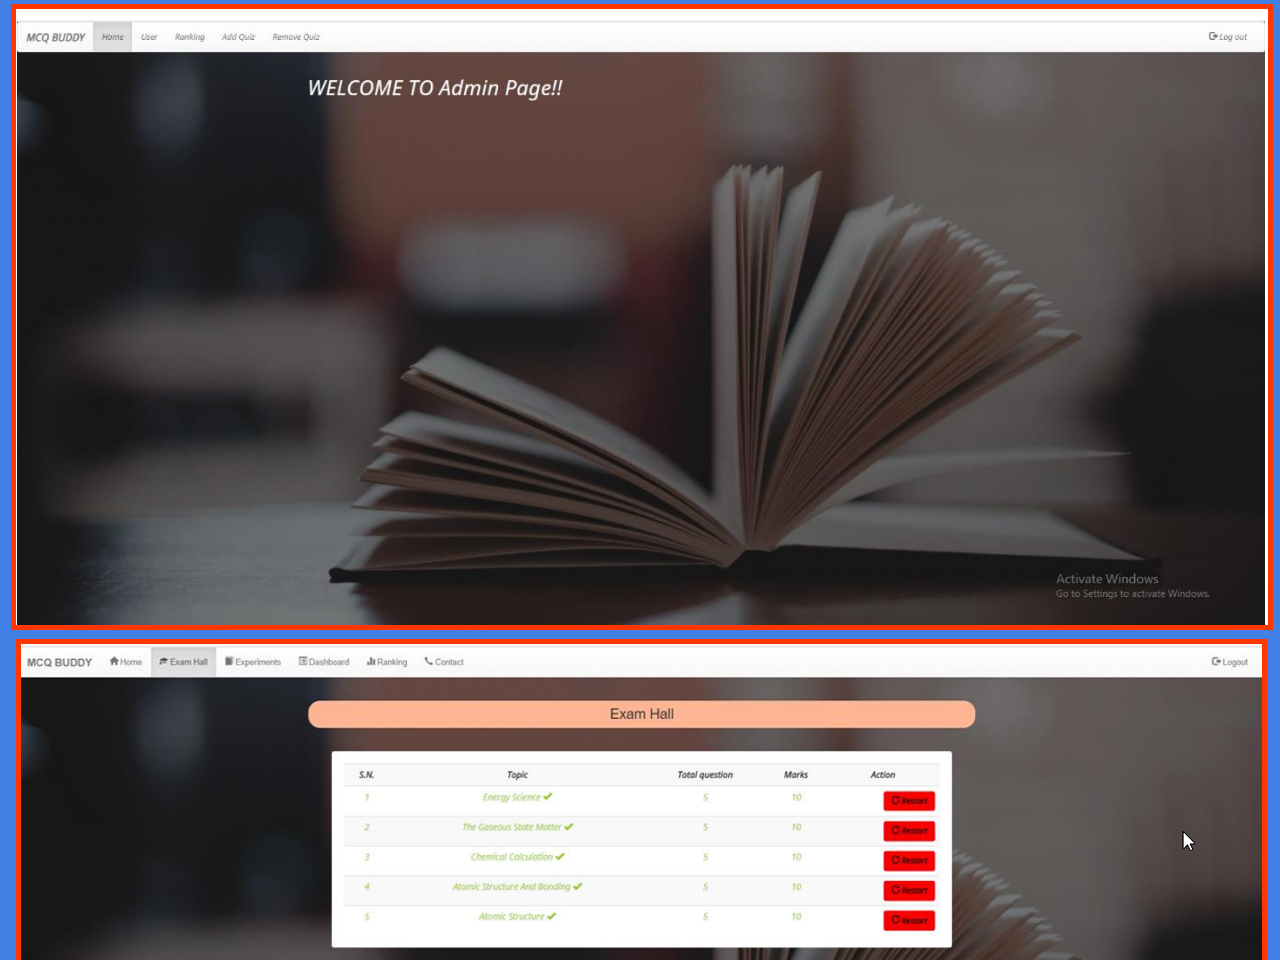 MCQ BUDDY Home User Ranking Add Quiz Remove Quiz Log out
WELCOME TO Admin Page!!
Activate Windows
Go to Settings to activate Windows.
MCQ BUDDY Home Exam Hall Experiments Dashboard Ranking Contact Logout
Exam Hall
S.N. Topic Total question Marks Action
1 Energy Science ✔ 5 10 Restart
2 The Gaseous State Matter ✔ 5 10 Restart
3 Chemical Calculation ✔ 5 10 Restart
4 Atomic Structure And Bonding ✔ 5 10 Restart
5 Atomic Structure ✔ 5 10 Restart